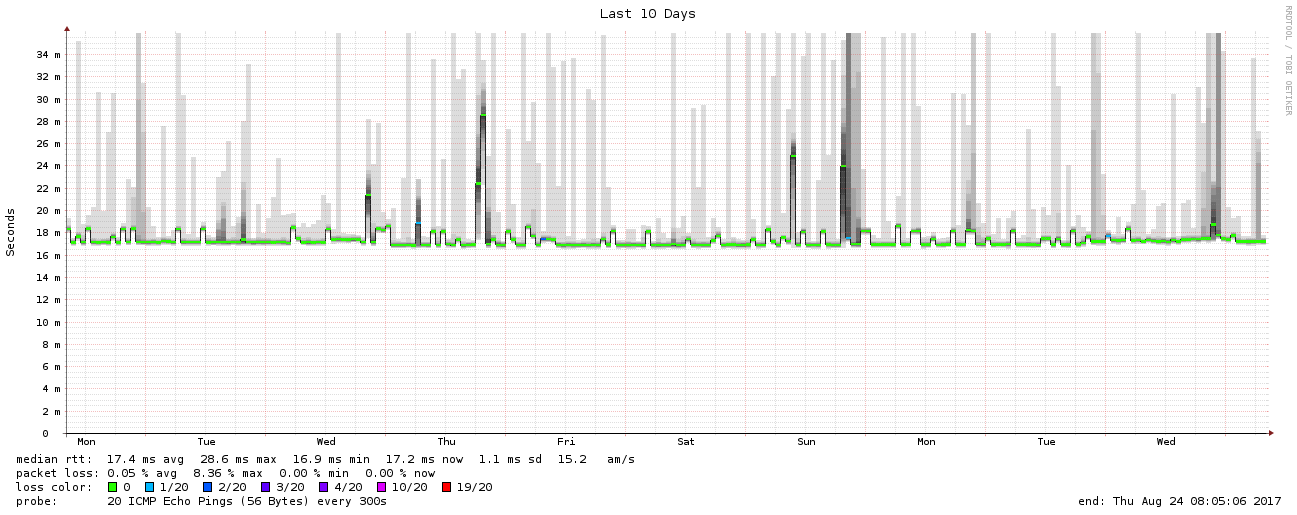 Last 10 Days
RRDTOOL / TOBI OETIKER
Seconds
34 m
32 m
30 m
28 m
26 m
24 m
22 m
20 m
18 m
16 m
14 m
12 m
10 m
8 m
6 m
4 m
2 m
0
Mon Tue Wed Thu Fri Sat Sun Mon Tue Wed
median rtt: 17.4 ms avg 28.6 ms max 16.9 ms min 17.2 ms now 1.1 ms sd 15.2 am/s
packet loss: 0.05 % avg 8.36 % max 0.00 % min 0.00 % now
loss color: 0 1/20 2/20 3/20 4/20 10/20 19/20
probe: 20 ICMP Echo Pings (56 Bytes) every 300s end: Thu Aug 24 08:05:06 2017